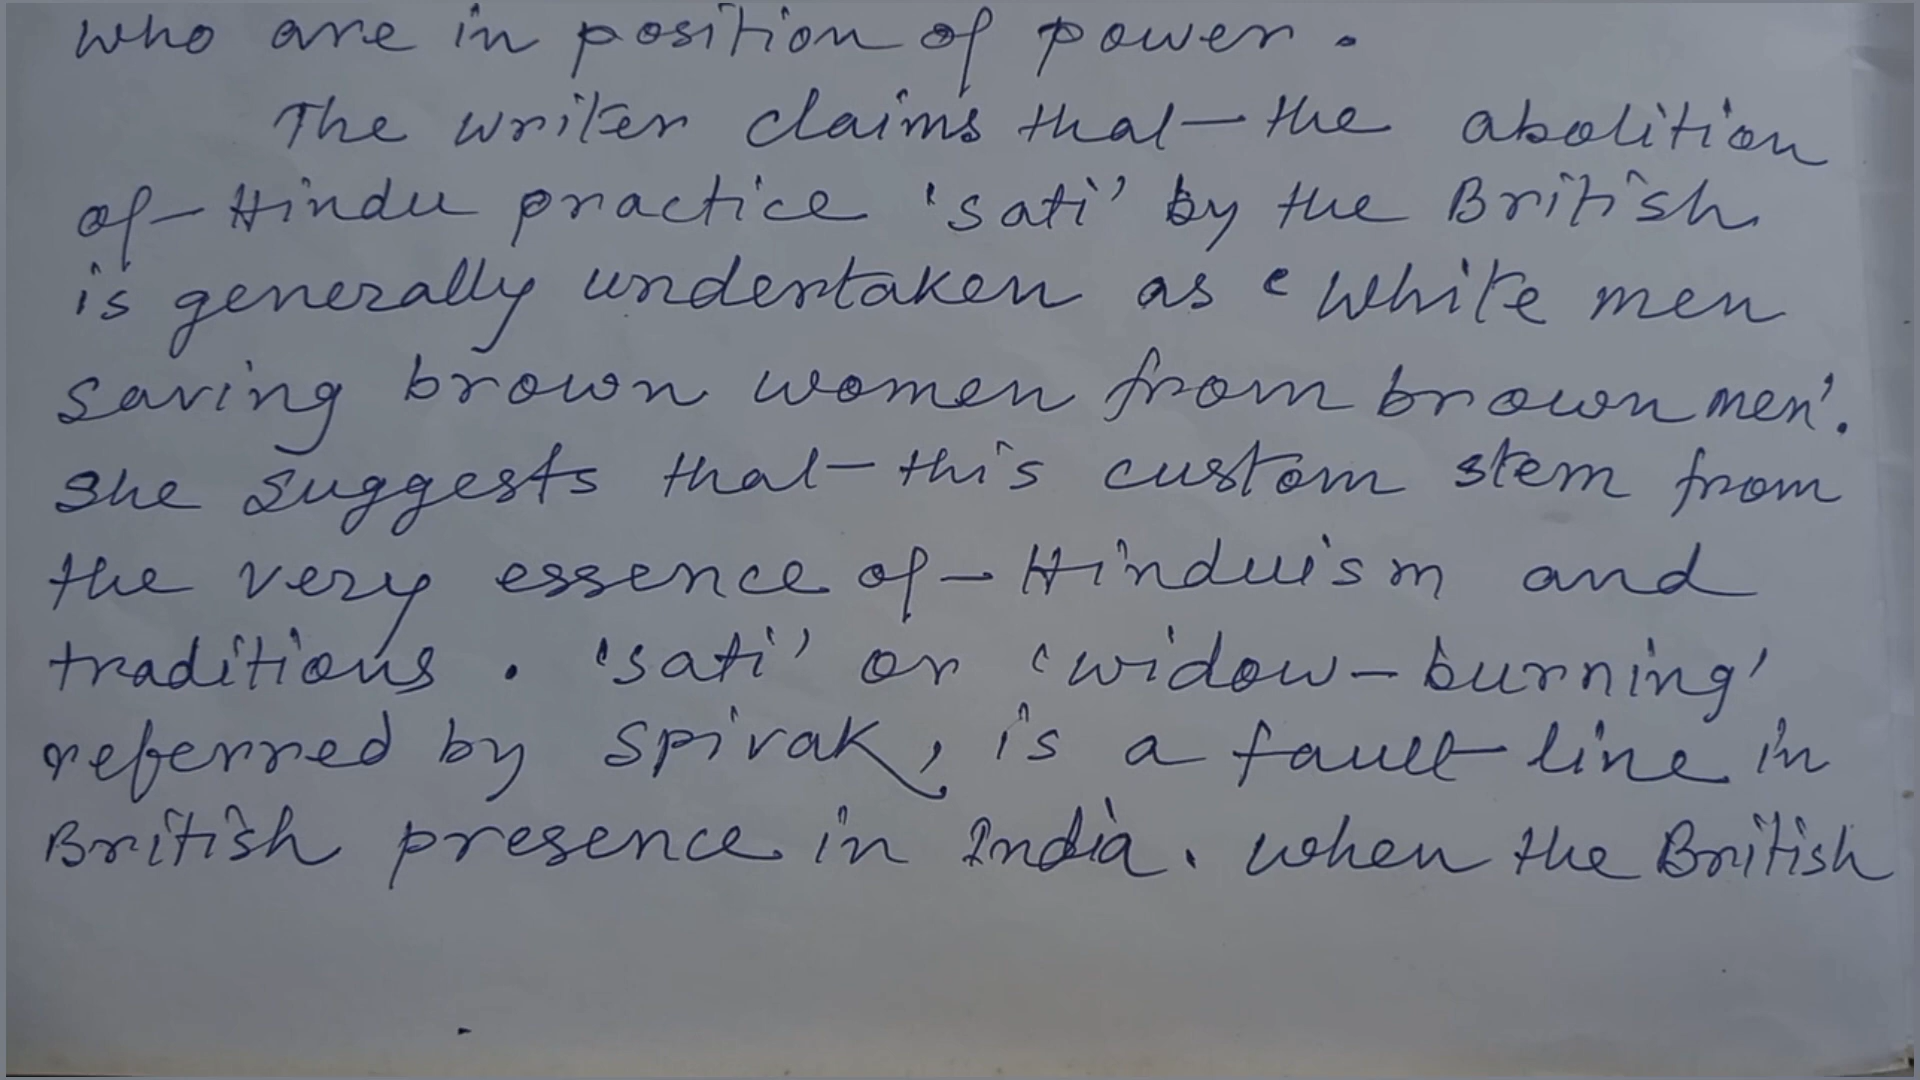 who are in position of power.
The writer claims that the abolition
of Hindu practice 'sati' by the British
is generally undertaken as 'White men
saving brown women from brown men'.
She suggests that this custom stem from
the very essence of Hinduism and
traditions. 'sati' or 'widow-burning'
referred by Spivak, is a fault line in
British presence in India. When the British